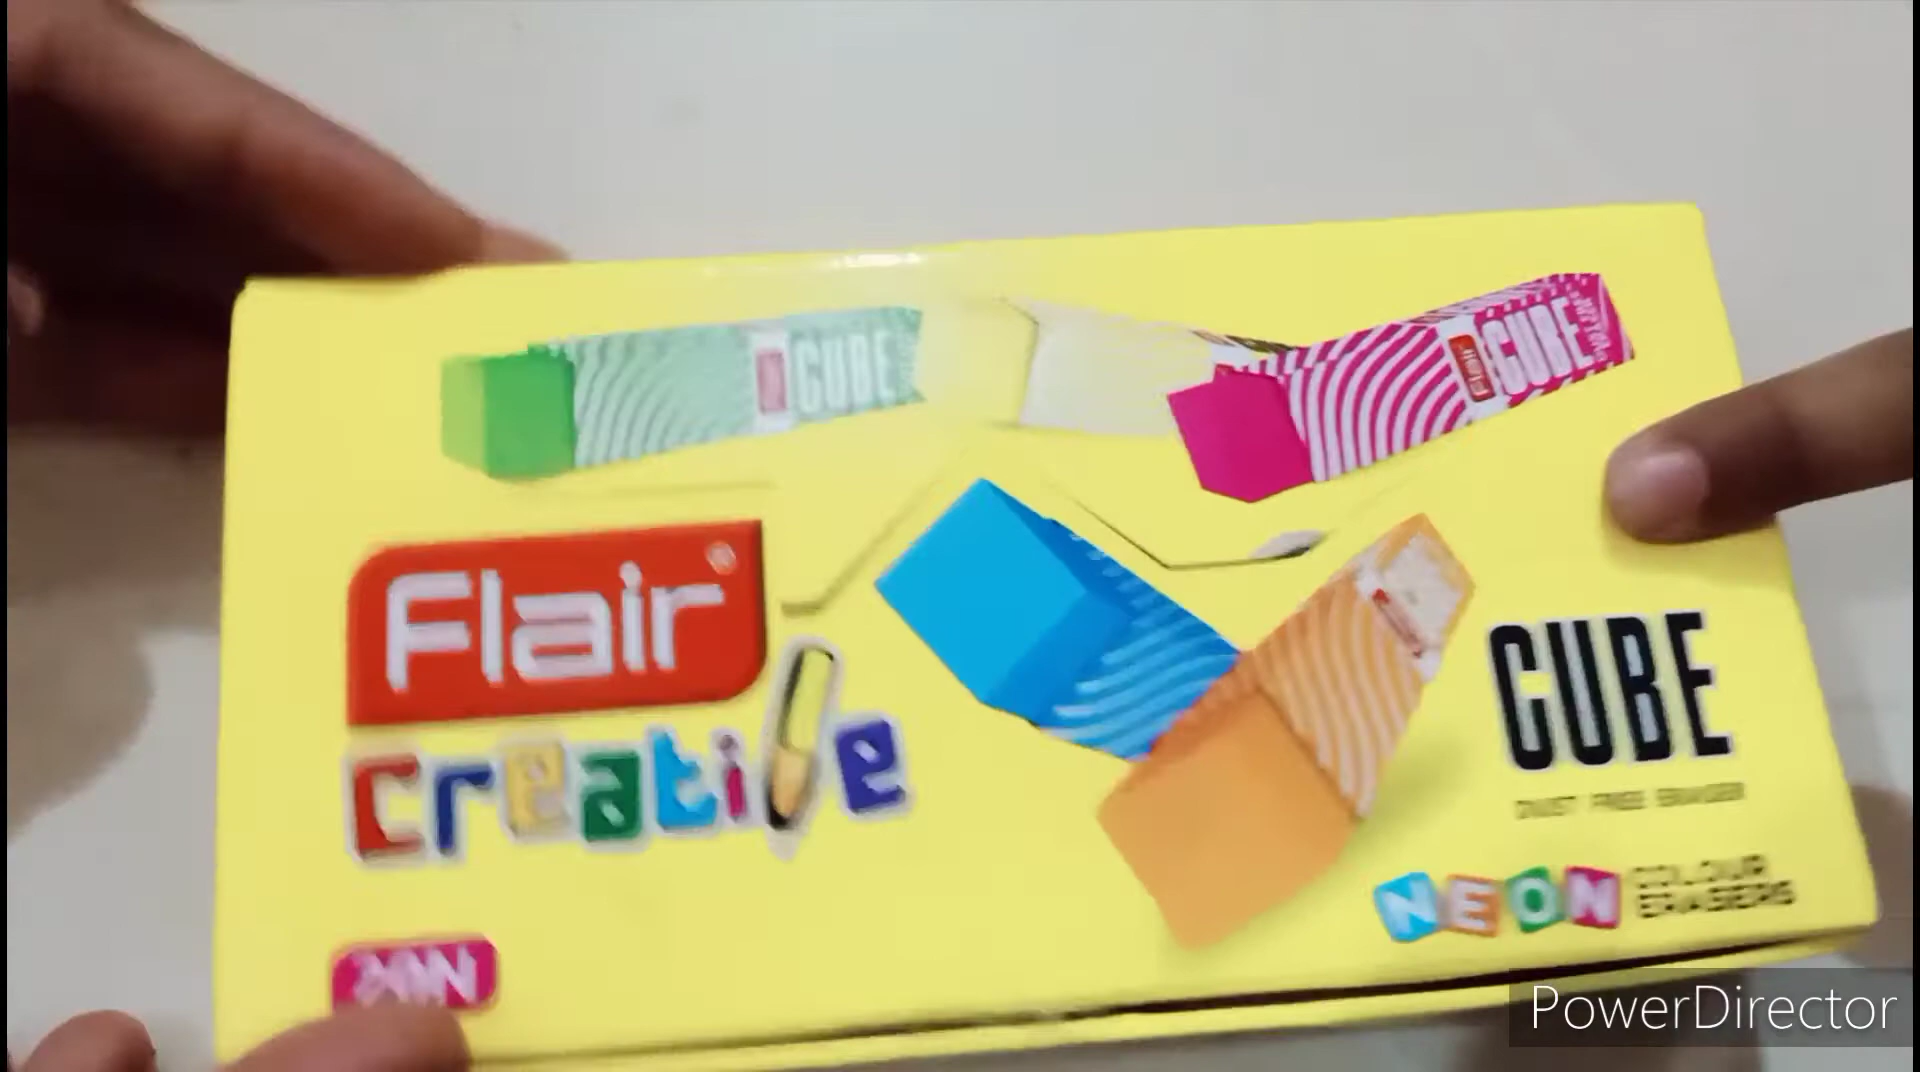 CUBE
Flair CUBE
Flair®
creative
CUBE
DUST FREE ERASER
NEON COLOUR
ERASERS
PowerDirector